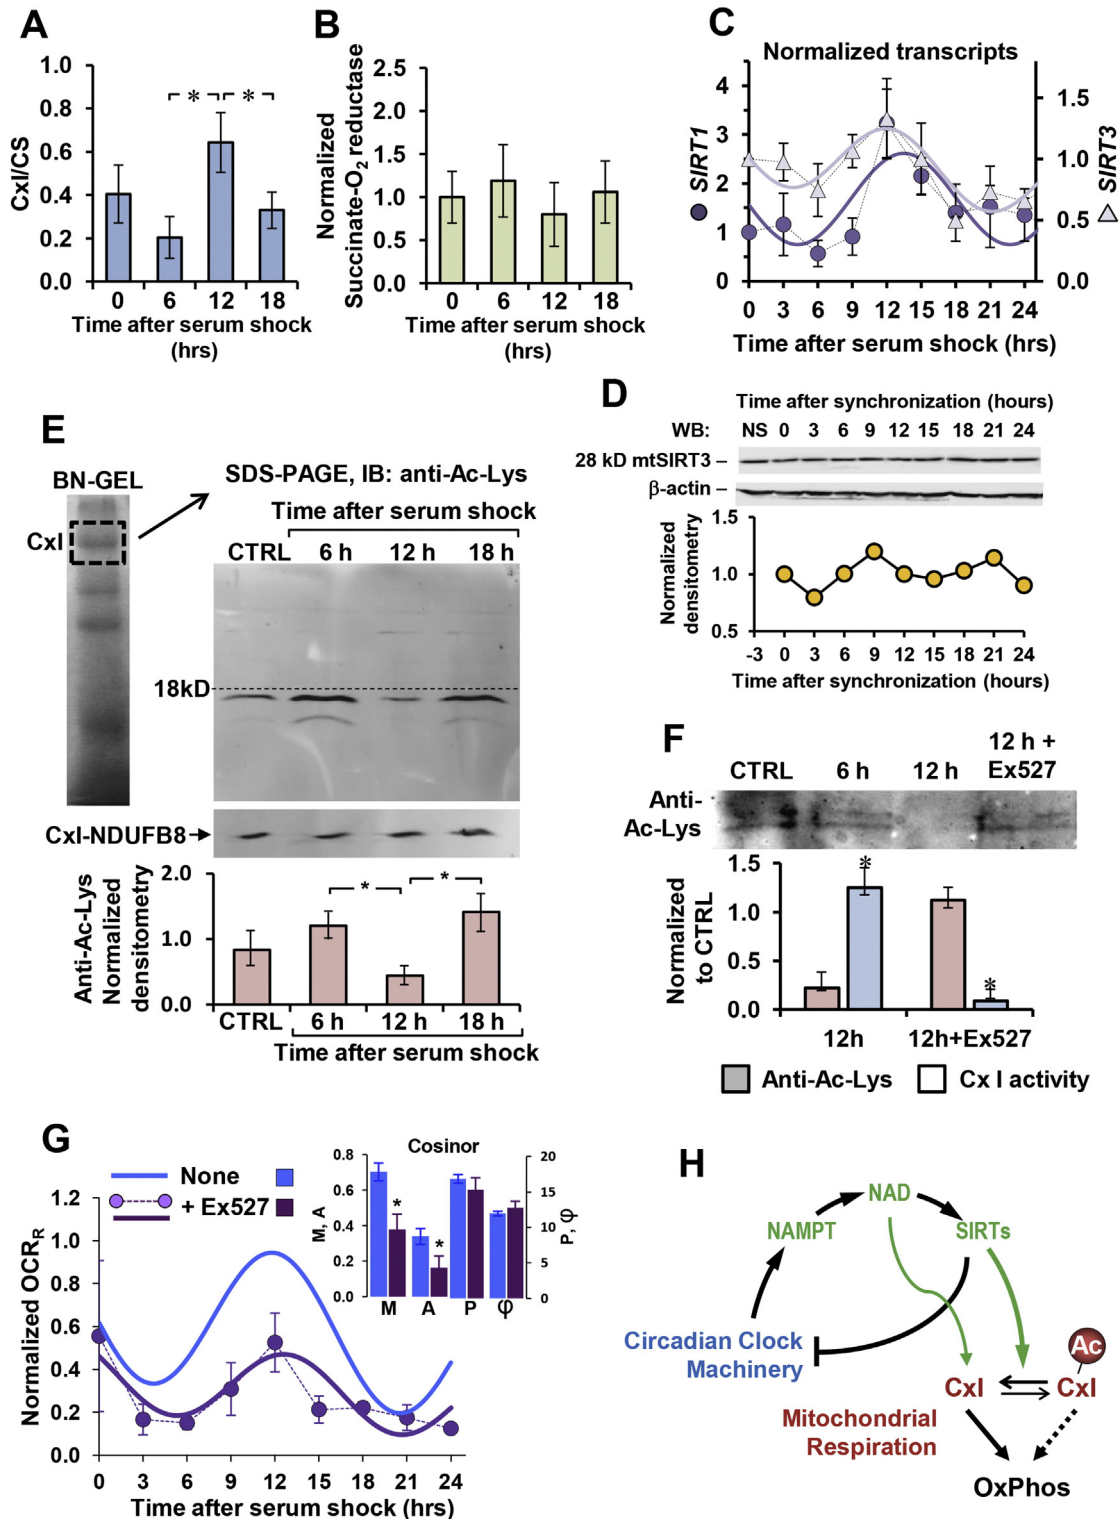 A
CxI/CS
1.0
0.8
0.6
0.4
0.2
0.0
* *
0 6 12 18
Time after serum shock
(hrs)
B
Normalized
Succinate-O2 reductase
2.5
2.0
1.5
1.0
0.5
0.0
0 6 12 18
Time after serum shock
(hrs)
C
Normalized transcripts
SIRT1
4
3
2
1
0
1.5
1.0
0.5
0.0
SIRT3
0 3 6 9 12 15 18 21 24
Time after serum shock (hrs)
D
Time after synchronization (hours)
WB: NS 0 3 6 9 12 15 18 21 24
28 kD mtSIRT3 –
β-actin –
Normalized
densitometry
1.5
1.0
0.5
-3 0 3 6 9 12 15 18 21 24
Time after synchronization (hours)
E
BN-GEL
CxI
SDS-PAGE, IB: anti-Ac-Lys
Time after serum shock
CTRL 6 h 12 h 18 h
18kD
CxI-NDUFB8
Anti-Ac-Lys
Normalized
densitometry
2.0
1.0
0.0
* *
CTRL 6 h 12 h 18 h
Time after serum shock
F
CTRL 6 h 12 h 12 h +
Ex527
Anti-
Ac-Lys
Normalized
to CTRL
1.5
1.0
0.5
0.0
* *
12h 12h+Ex527
Anti-Ac-Lys Cx I activity
G
None
+ Ex527
Normalized OCRR
1.2
1.0
0.8
0.6
0.4
0.2
0.0
0 3 6 9 12 15 18 21 24
Time after serum shock (hrs)
Cosinor
M, A
0.8
0.6
0.4
0.2
0.0
* *
M A P φ
20
15
10
5
0
P, φ
H
NAD
NAMPT SIRTs
Circadian Clock
Machinery
Ac
CxI CxI
Mitochondrial
Respiration
OxPhos